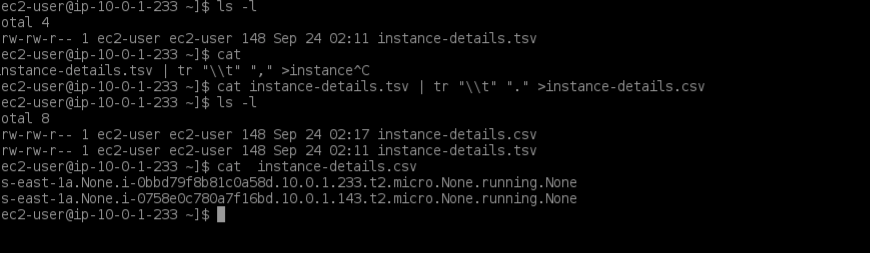 ec2-user@ip-10-0-1-233 ~]$ ls -l
otal 4
rw-rw-r-- 1 ec2-user ec2-user 148 Sep 24 02:11 instance-details.tsv
ec2-user@ip-10-0-1-233 ~]$ cat
nstance-details.tsv | tr "\\t" "," >instance^C
ec2-user@ip-10-0-1-233 ~]$ cat instance-details.tsv | tr "\\t" "." >instance-details.csv
ec2-user@ip-10-0-1-233 ~]$ ls -l
otal 8
rw-rw-r-- 1 ec2-user ec2-user 148 Sep 24 02:17 instance-details.csv
rw-rw-r-- 1 ec2-user ec2-user 148 Sep 24 02:11 instance-details.tsv
ec2-user@ip-10-0-1-233 ~]$ cat  instance-details.csv
s-east-1a.None.i-0bbd79f8b81c0a58d.10.0.1.233.t2.micro.None.running.None
s-east-1a.None.i-0758e0c780a7f16bd.10.0.1.143.t2.micro.None.running.None
ec2-user@ip-10-0-1-233 ~]$